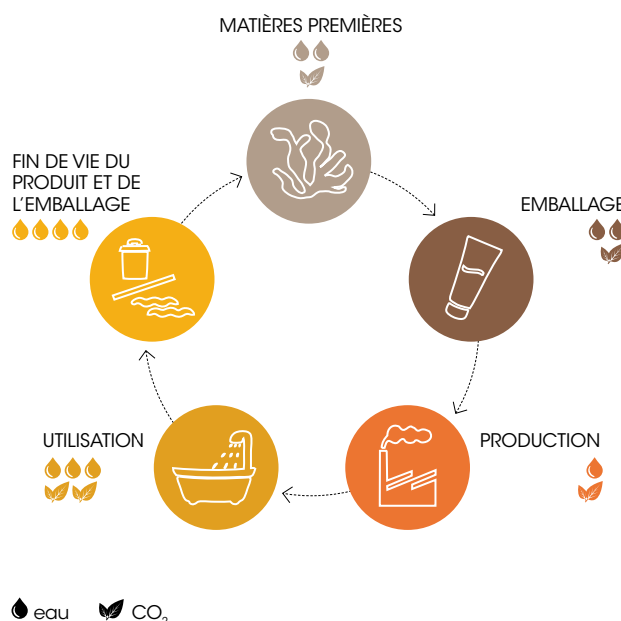 MATIÈRES PREMIÈRES
FIN DE VIE DU
PRODUIT ET DE
L’EMBALLAGE
EMBALLAGE
UTILISATION
PRODUCTION
eau
CO₂